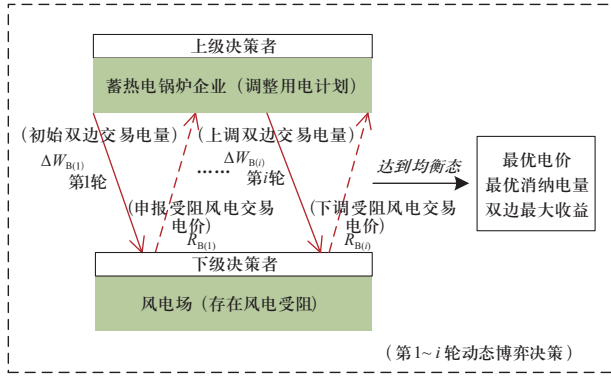 上级决策者
蓄热电锅炉企业（调整用电计划）
（初始双边交易电量）
（上调双边交易电量）
ΔW_B(1)
第1轮
……
ΔW_B(i)
第i轮
（申报受阻风电交易
电价）
R_B(1)
（下调受阻风电交易
电价）
R_B(i)
达到均衡态
最优电价
最优消纳电量
双边最大收益
下级决策者
风电场（存在风电受阻）
（第1~i轮动态博弈决策）